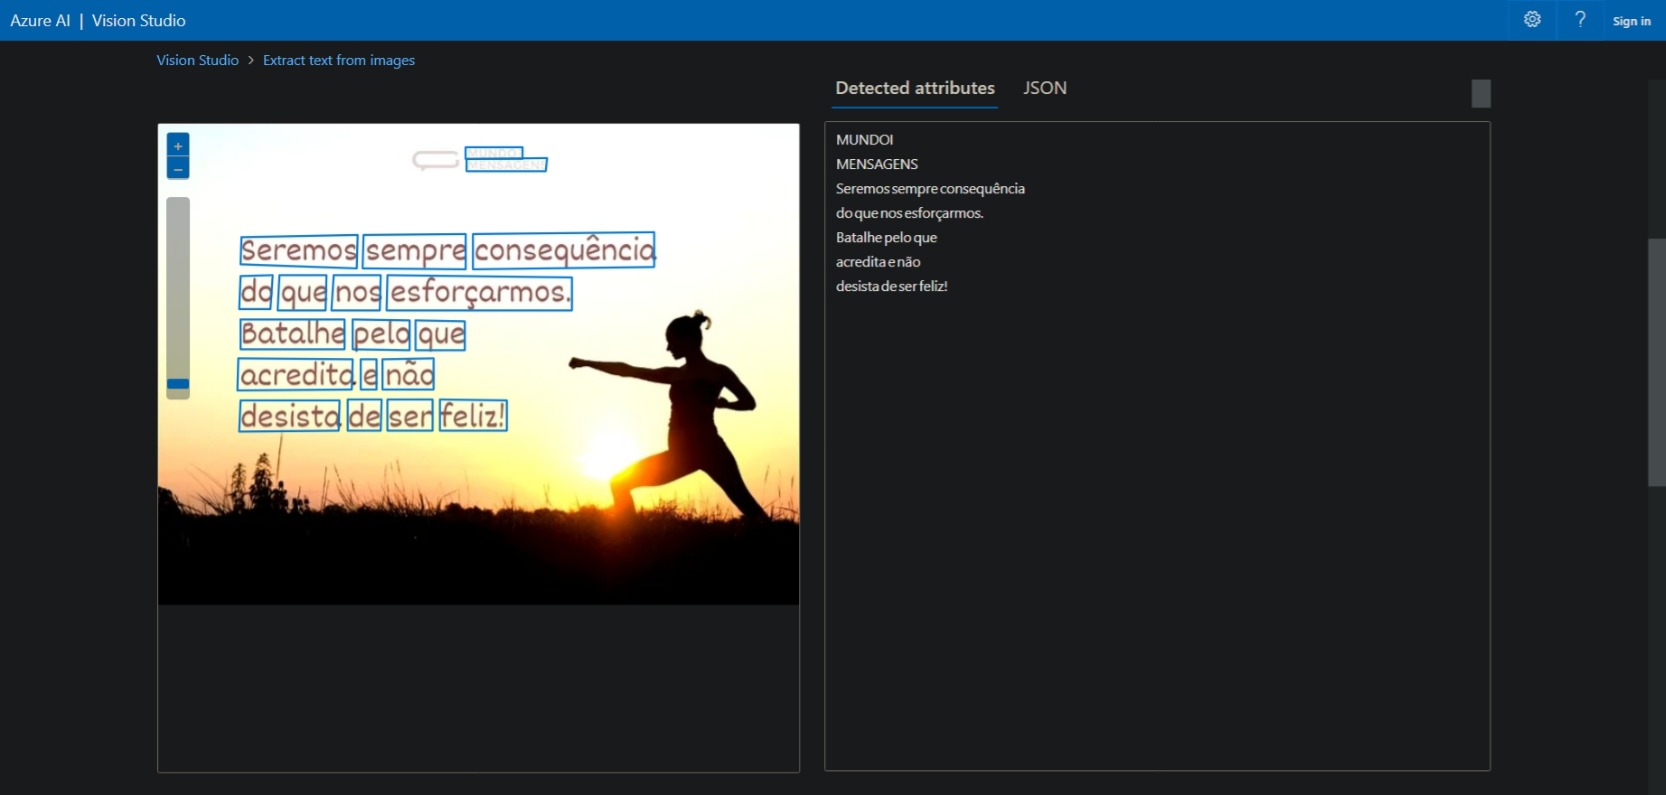 Azure AI | Vision Studio
Sign in
Vision Studio > Extract text from images
Detected attributes JSON
MENSAGENS
Seremos sempre consequência
do que nos esforçarmos.
Batalhe pelo que
acredita e não
desista de ser feliz!
MUNDOI
MENSAGENS
Seremos sempre consequência
do que nos esforçarmos.
Batalhe pelo que
acredita e não
desista de ser feliz!